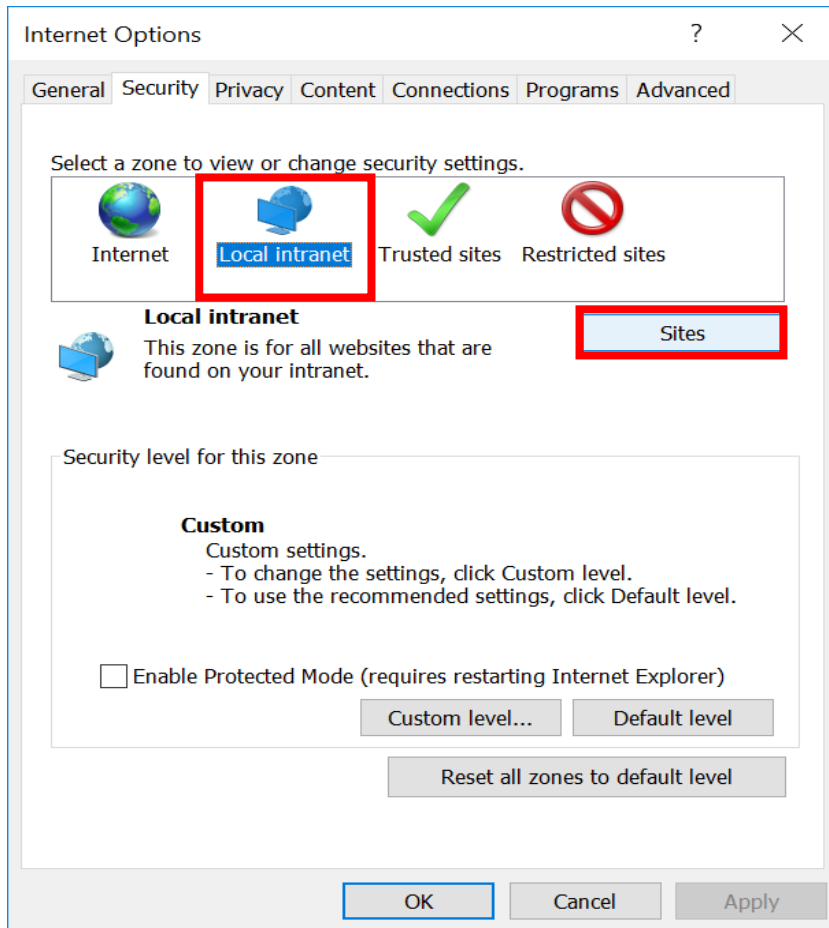 Internet Options
General Security Privacy Content Connections Programs Advanced
Select a zone to view or change security settings.
Internet Local intranet Trusted sites Restricted sites
Local intranet
Sites
This zone is for all websites that are
found on your intranet.
Security level for this zone
Custom
Custom settings.
- To change the settings, click Custom level.
- To use the recommended settings, click Default level.
Enable Protected Mode (requires restarting Internet Explorer)
Custom level... Default level
Reset all zones to default level
OK Cancel Apply